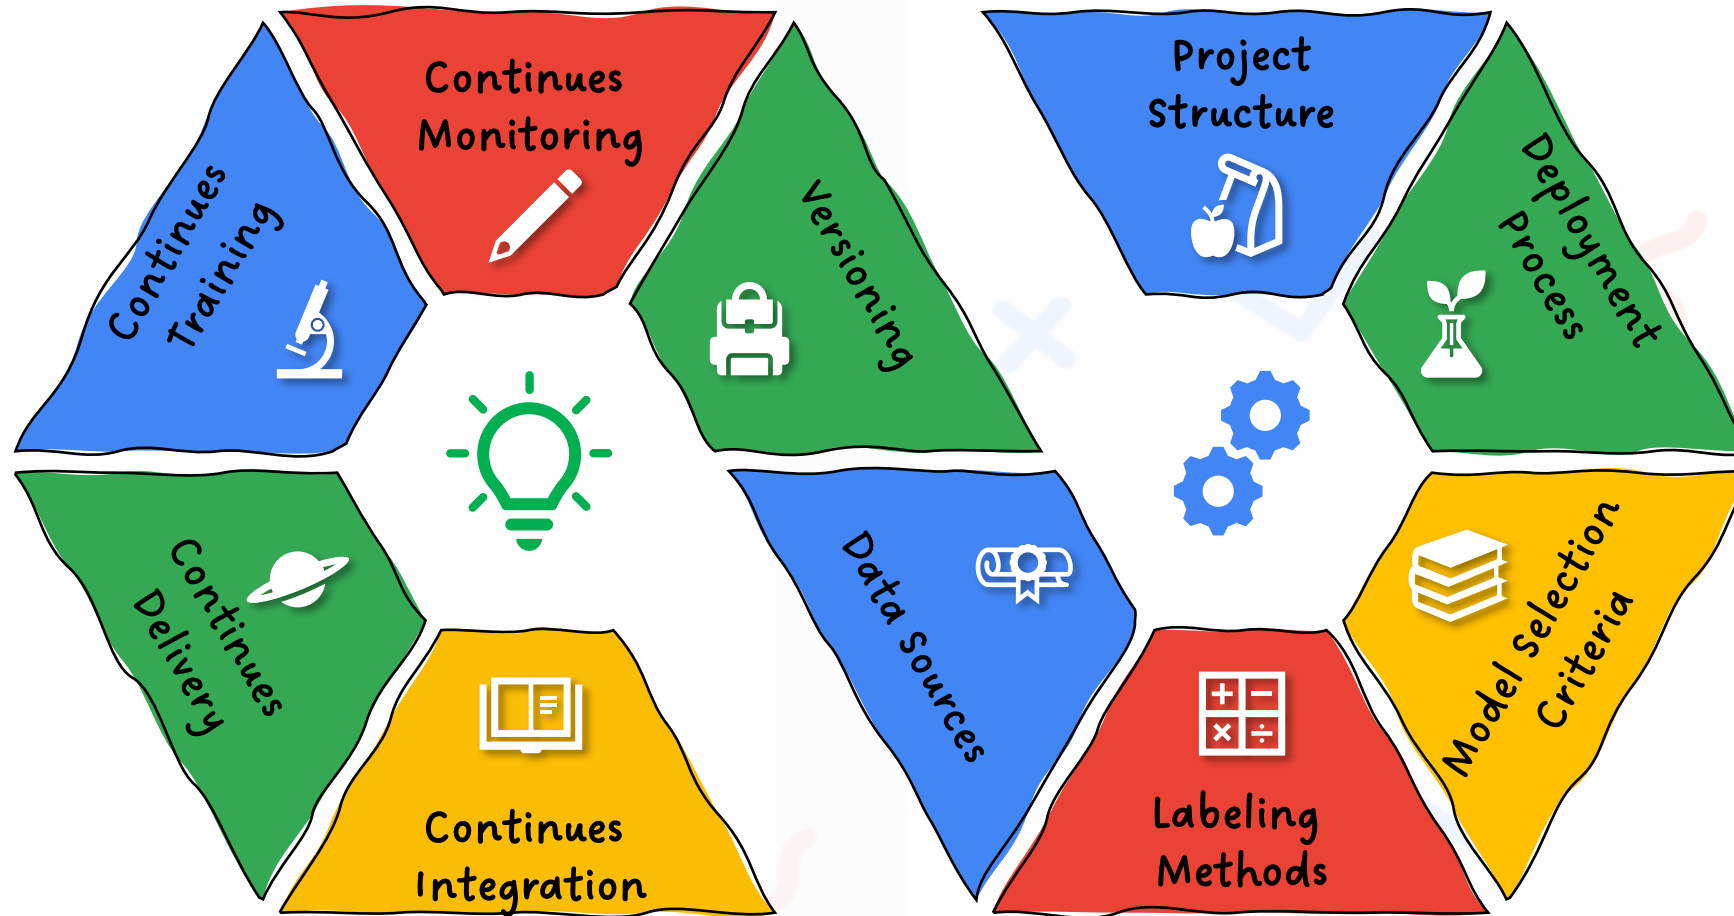 Continues
Monitoring
Continues
Training
Versioning
Continues
Delivery
Continues
Integration
Project
Structure
Deployment
Process
Data Sources
Model Selection
Criteria
Labeling
Methods